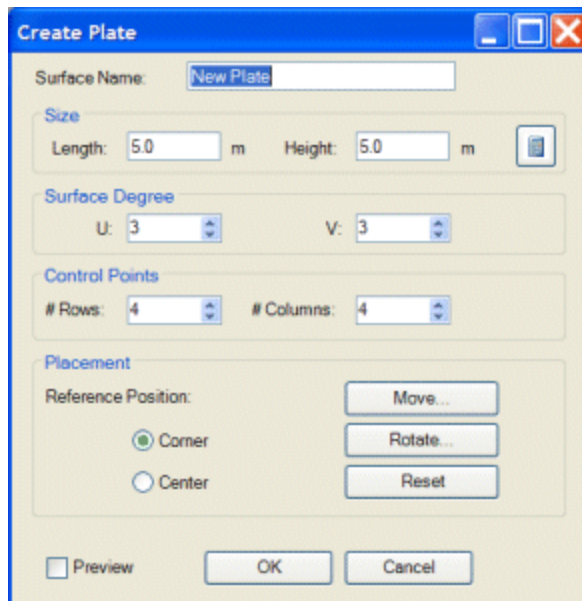 Create Plate
Surface Name: New Plate
Size
Length: 5.0 m Height: 5.0 m
Surface Degree
U: 3 V: 3
Control Points
# Rows: 4 # Columns: 4
Placement
Reference Position: Move...
Corner Rotate...
Center Reset
Preview OK Cancel